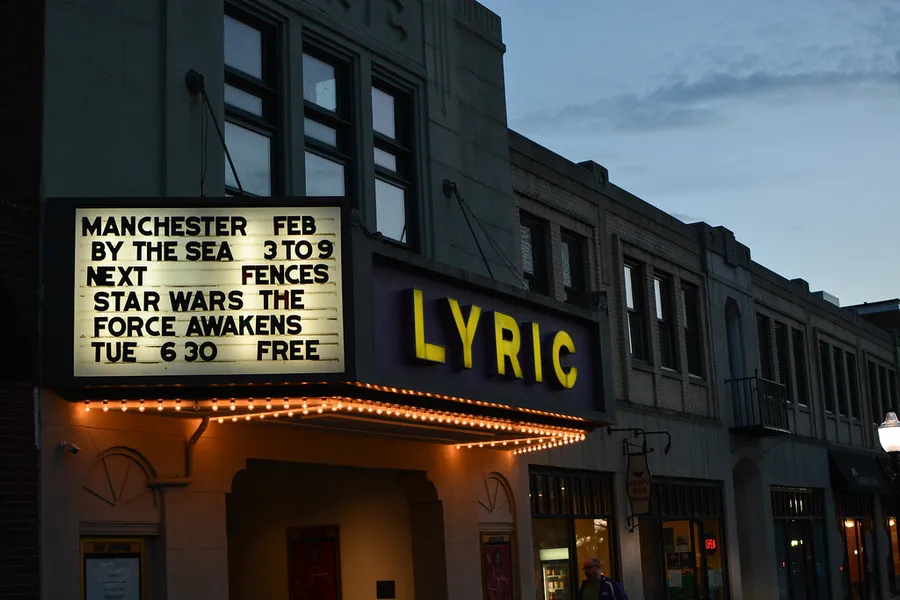 MANCHESTER FEB
BY THE SEA 3 TO 9
NEXT FENCES
STAR WARS THE
FORCE AWAKENS
TUE 6 30 FREE
LYRIC
OPEN